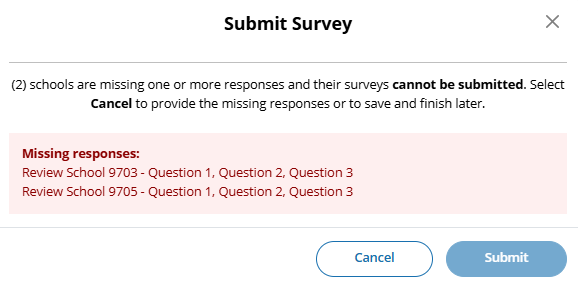 Submit Survey
(2) schools are missing one or more responses and their surveys cannot be submitted. Select
Cancel to provide the missing responses or to save and finish later.
Missing responses:
Review School 9703 - Question 1, Question 2, Question 3
Review School 9705 - Question 1, Question 2, Question 3
Cancel
Submit